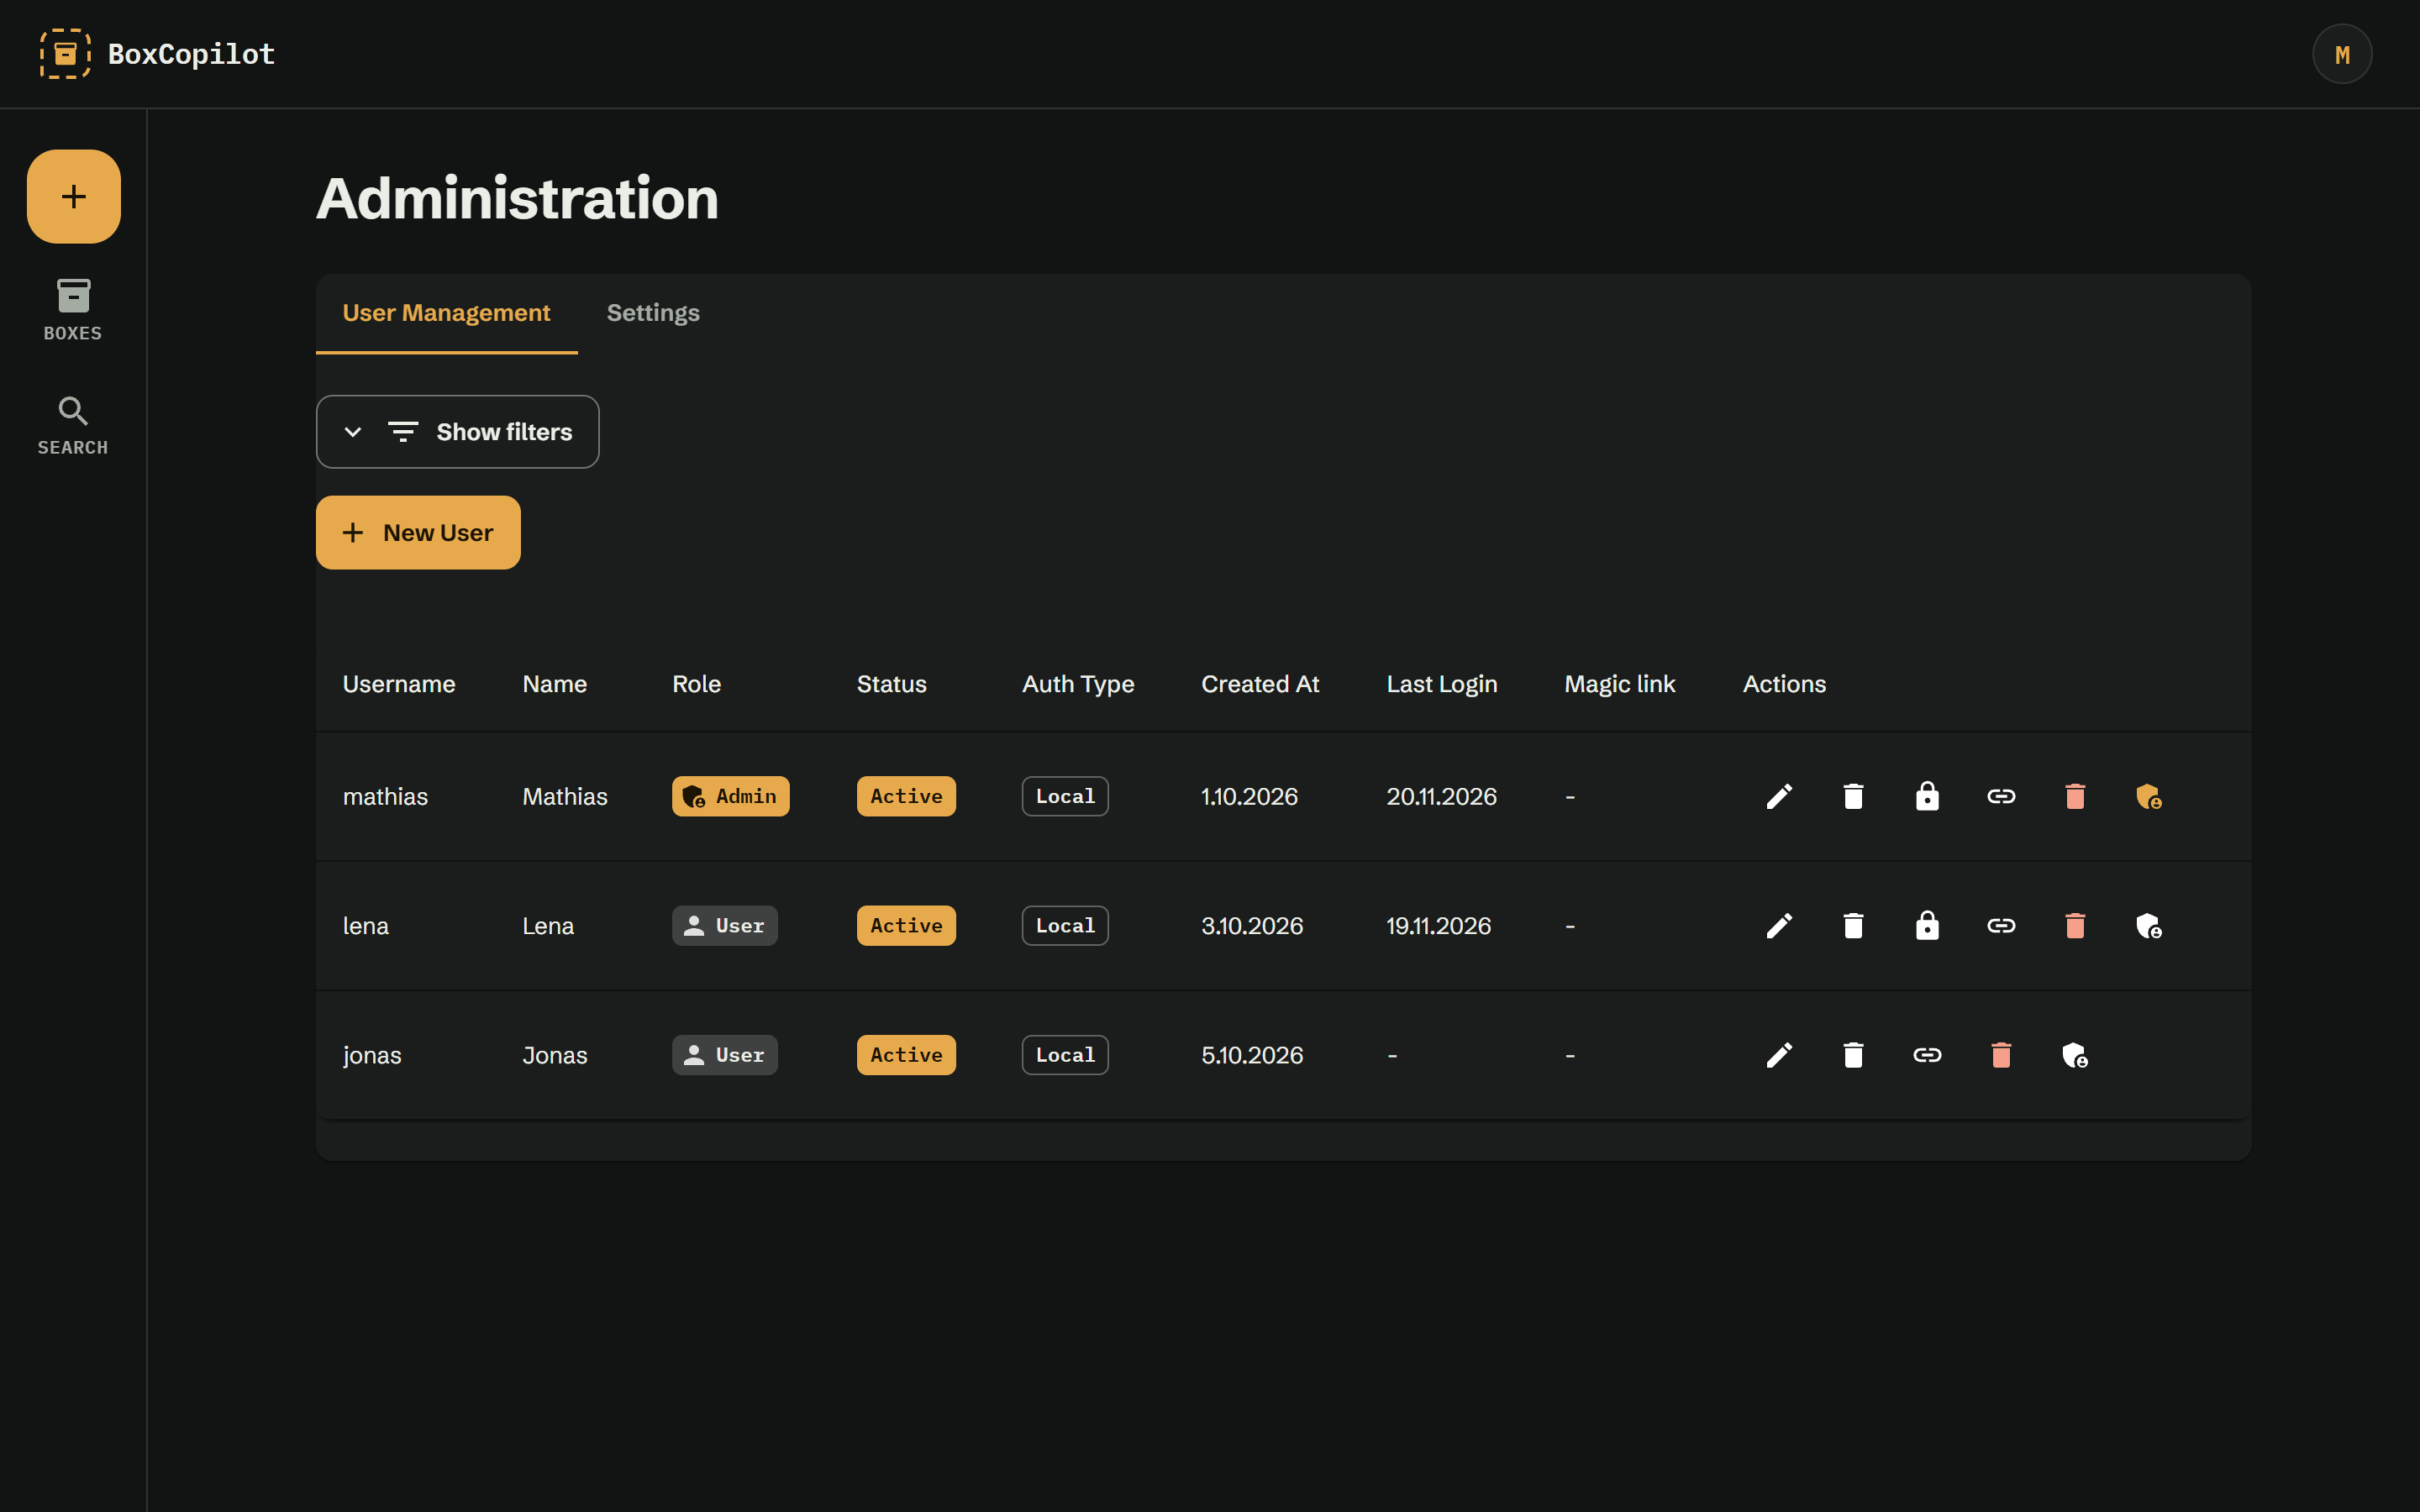 BoxCopilot
M
BOXES
SEARCH
Administration
User Management Settings
Show filters
New User
Username Name Role Status Auth Type Created At Last Login Magic link Actions
mathias Mathias Admin Active Local 1.10.2026 20.11.2026 -
lena Lena User Active Local 3.10.2026 19.11.2026 -
jonas Jonas User Active Local 5.10.2026 - -